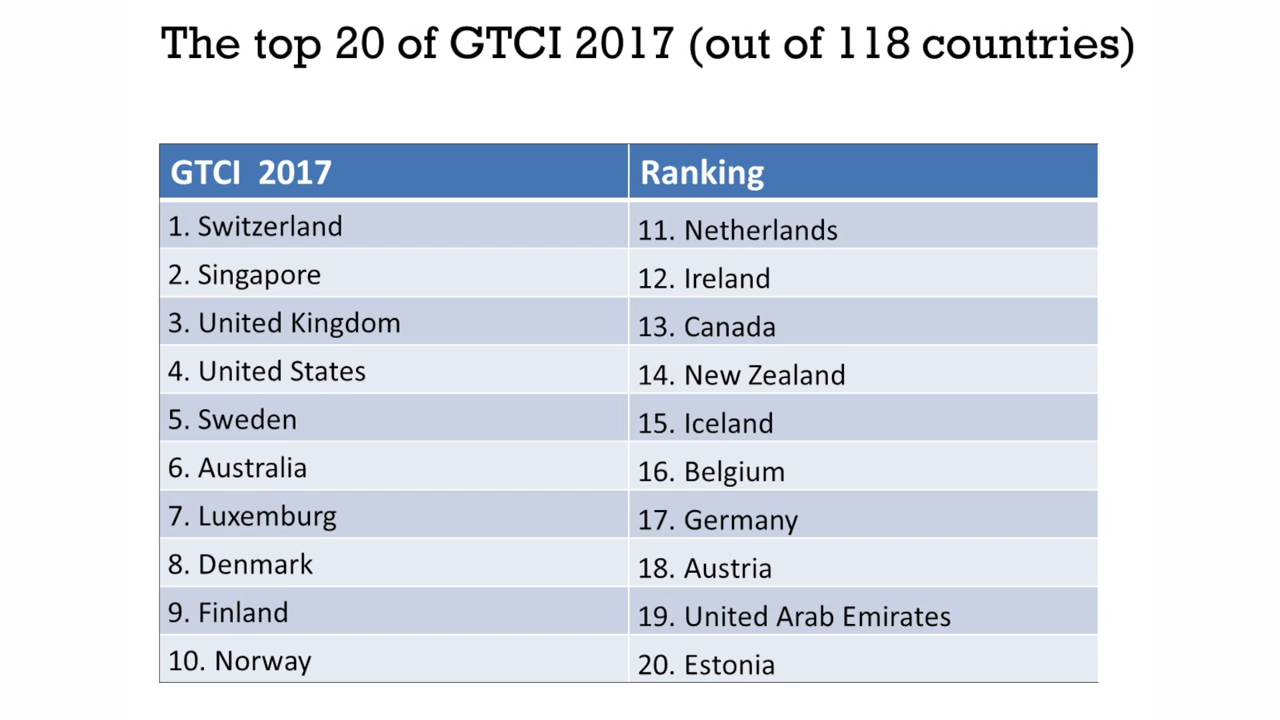 The top 20 of GTCI 2017 (out of 118 countries)
GTCI 2017 Ranking
1. Switzerland 11. Netherlands
2. Singapore 12. Ireland
3. United Kingdom 13. Canada
4. United States 14. New Zealand
5. Sweden 15. Iceland
6. Australia 16. Belgium
7. Luxemburg 17. Germany
8. Denmark 18. Austria
9. Finland 19. United Arab Emirates
10. Norway 20. Estonia